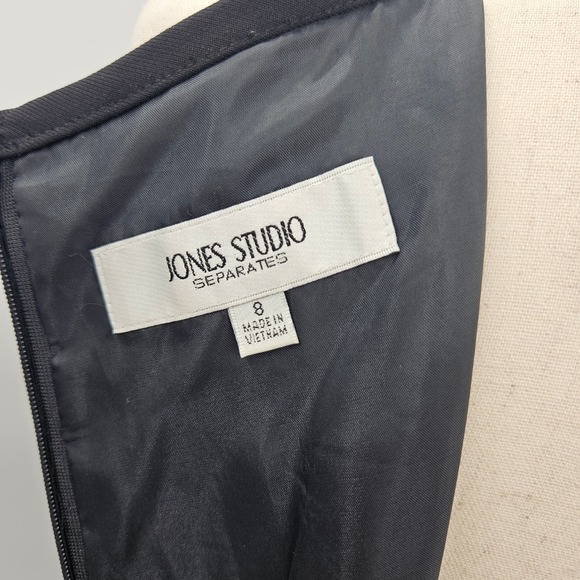 JONES STUDIO
SEPARATES
8
MADE IN
VIETNAM